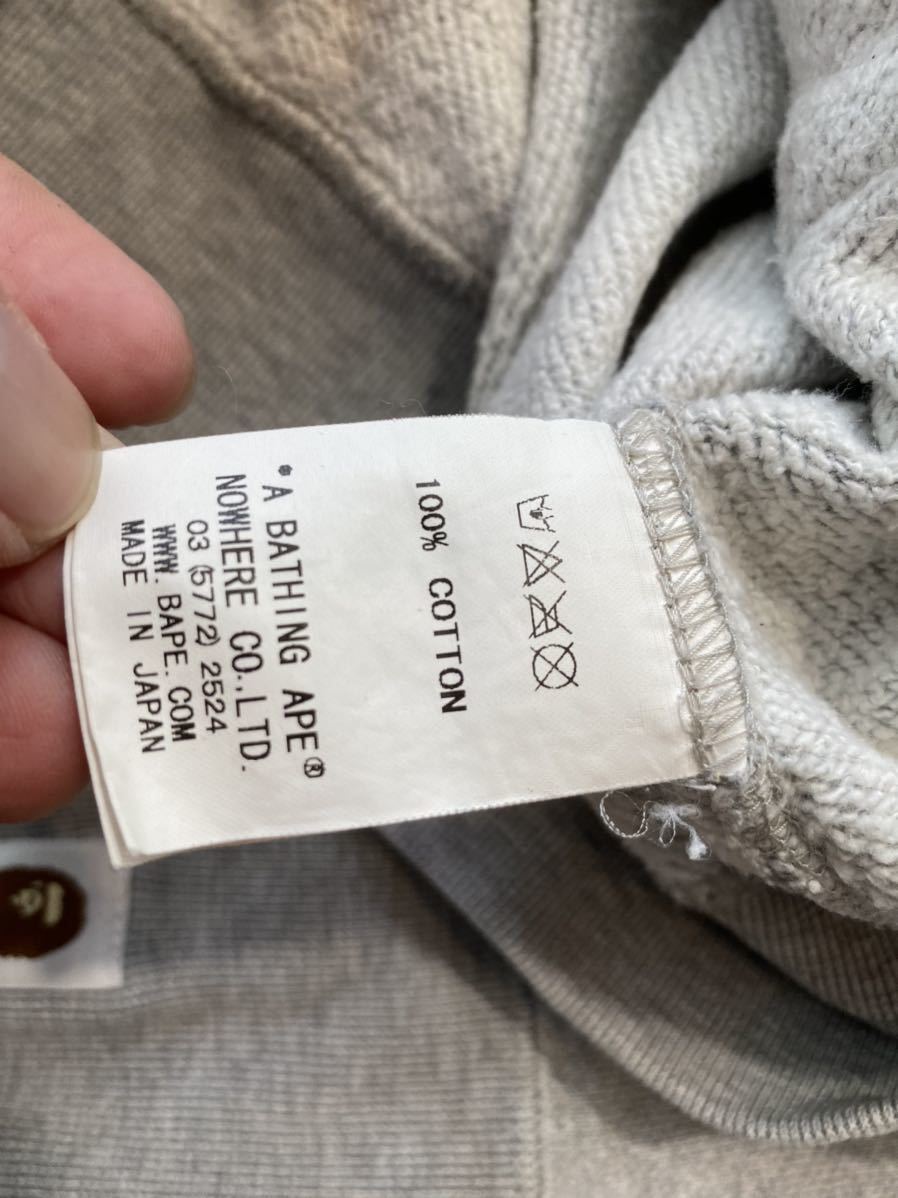 100% COTTON
*A BATHING APE®
NOWHERE CO.,LTD.
03 (5772) 2524
WWW.BAPE.COM
MADE IN JAPAN